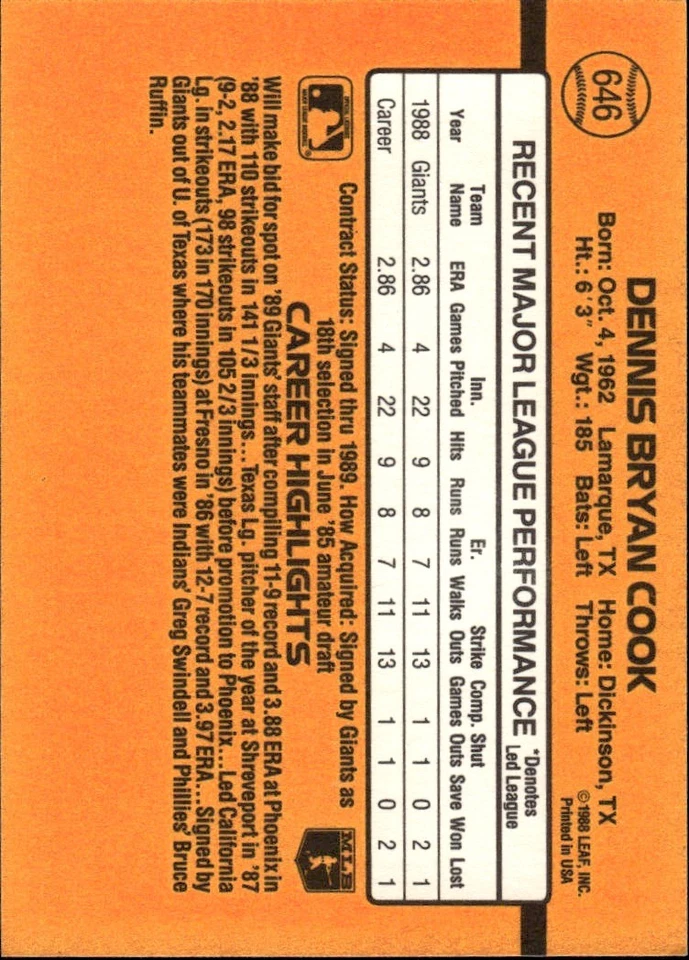 646
DENNIS BRYAN COOK
Born: Oct. 4, 1962 Lamarque, TX Home: Dickinson, TX
Ht.: 6'3" Wgt.: 185 Bats: Left Throws: Left
©1988 LEAF, INC.
Printed in USA
RECENT MAJOR LEAGUE PERFORMANCE *Denotes
Led League
Team Inn. Er. Strike Comp. Shut
Year Name ERA Games Pitched Hits Runs Runs Walks Outs Games Outs Save Won Lost
1988 Giants 2.86 4 22 9 8 7 11 13 1 1 0 2 1
Career 2.86 4 22 9 8 7 11 13 1 1 0 2 1
Contract Status: Signed thru 1989. How Acquired: Signed by Giants as
18th selection in June '85 amateur draft
MLB
CAREER HIGHLIGHTS
Will make bid for spot on '89 Giants' staff after compiling 11-9 record and 3.88 ERA at Phoenix in
'88 with 110 strikeouts in 141 1/3 innings...Texas Lg. pitcher of the year at Shreveport in '87
(9-2, 2.17 ERA, 98 strikeouts in 105 2/3 innings) before promotion to Phoenix...Led California
Lg. in strikeouts (173 in 170 innings) at Fresno in '86 with 12-7 record and 3.97 ERA...Signed by
Giants out of U. of Texas where his teammates were Indians' Greg Swindell and Phillies' Bruce
Ruffin.